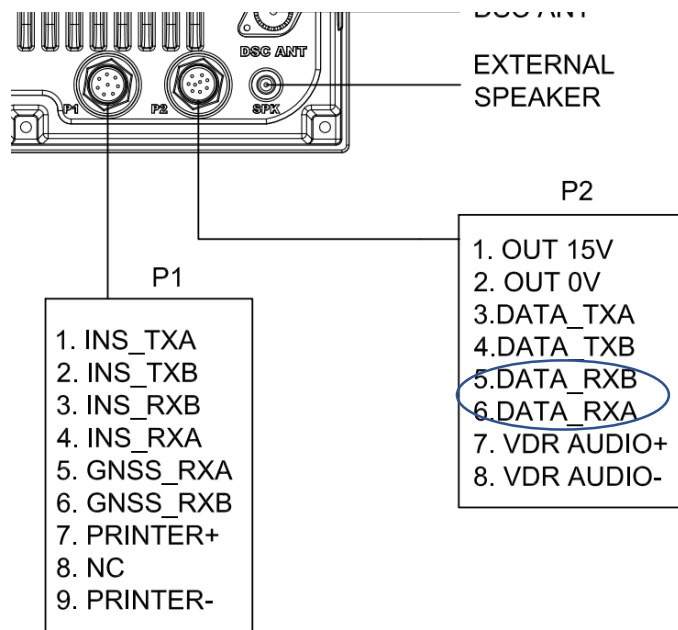 DSC ANT
DSC ANT
EXTERNAL
SPEAKER
P1
P2
SPK
P2
1. OUT 15V
2. OUT 0V
3.DATA_TXA
4.DATA_TXB
5.DATA_RXB
6.DATA_RXA
7. VDR AUDIO+
8. VDR AUDIO-
P1
1. INS_TXA
2. INS_TXB
3. INS_RXB
4. INS_RXA
5. GNSS_RXA
6. GNSS_RXB
7. PRINTER+
8. NC
9. PRINTER-